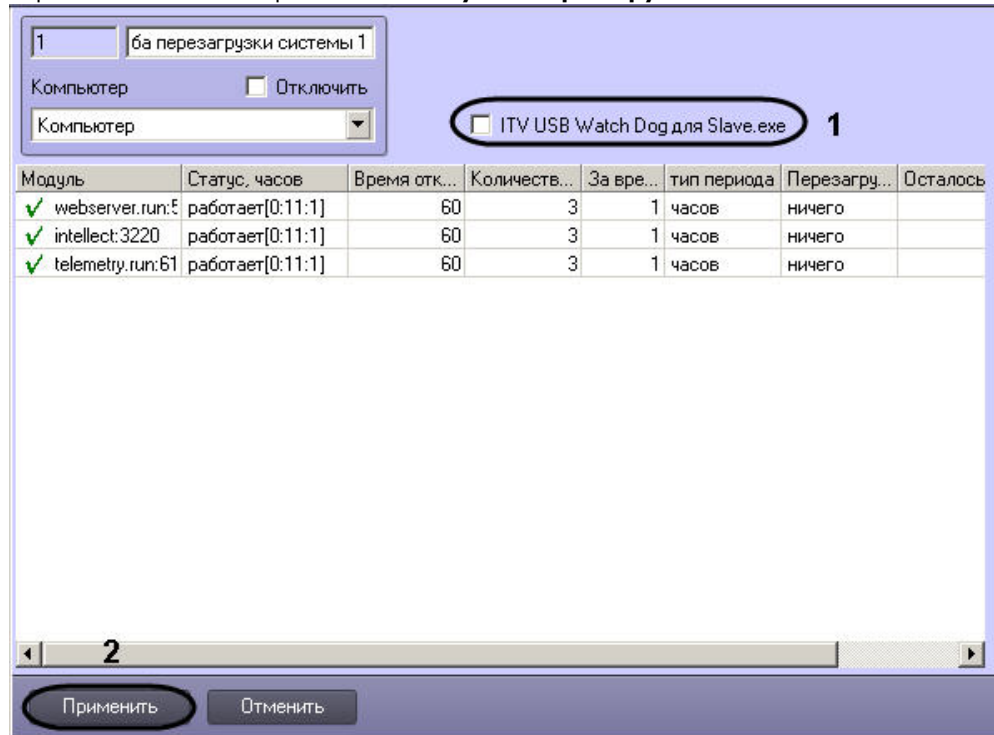 1 ба перезагрузки системы 1
Компьютер Отключить
Компьютер
ITV USB Watch Dog для Slave.exe 1
Модуль Статус, часов Время отк... Количеств... За вре... тип периода Перезагру... Осталось
webserver.run:5 работает[0:11:1] 60 3 1 часов ничего
intellect:3220 работает[0:11:1] 60 3 1 часов ничего
telemetry.run:61 работает[0:11:1] 60 3 1 часов ничего
2
Применить Отменить